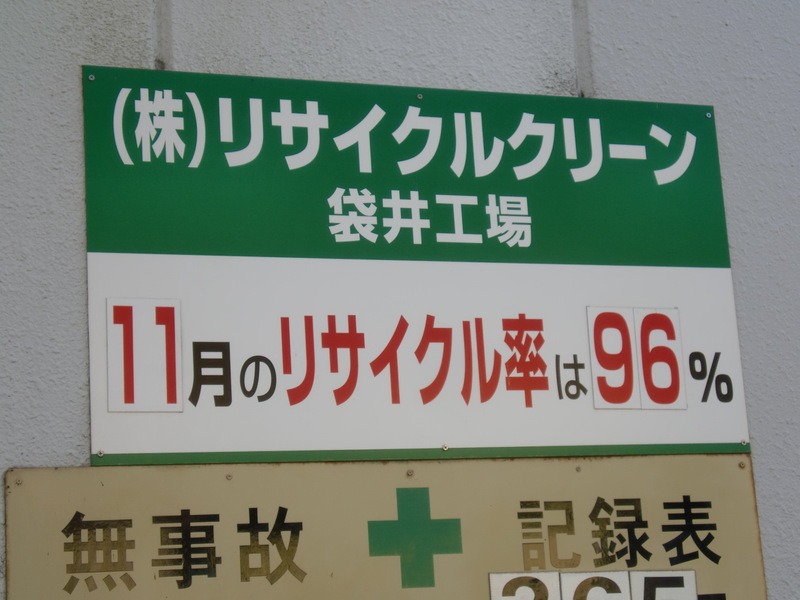 (株)リサイクルクリーン
袋井工場
11月のリサイクル率は96%
無事故 記録表